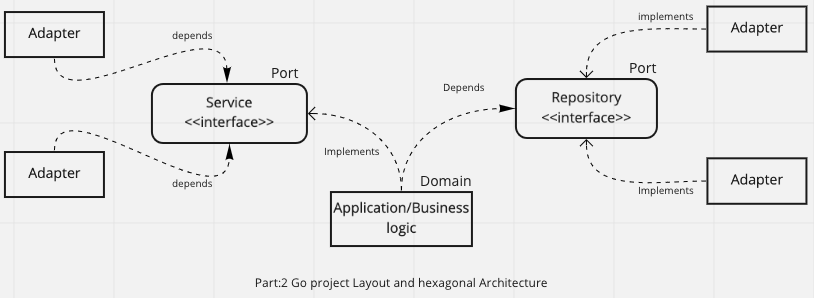 Adapter
depends
Port
Service
<<interface>>
Adapter
depends
Implements
Depends
Domain
Application/Business
logic
implements
Adapter
Port
Repository
<<interface>>
Implements
Adapter
Part:2 Go project Layout and hexagonal Architecture